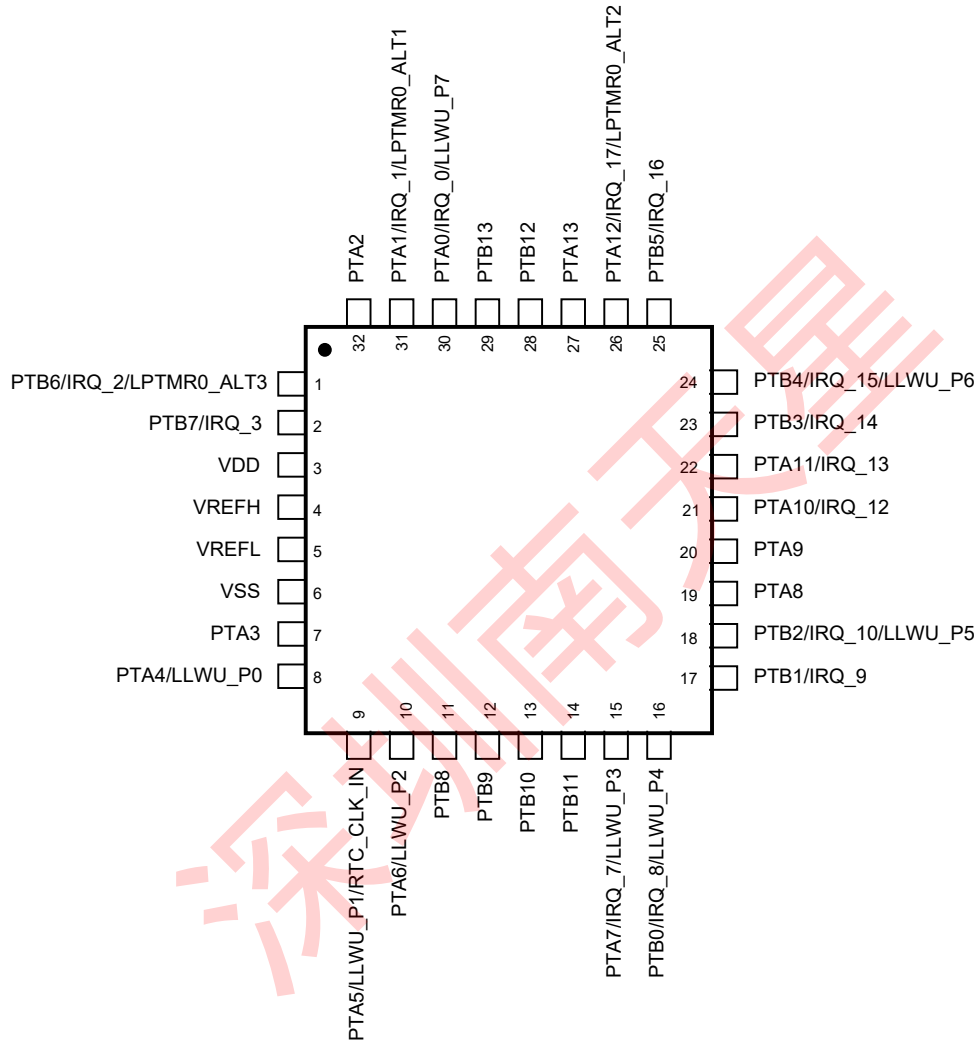 PTA2
PTA1/IRQ_1/LPTMR0_ALT1
PTA0/IRQ_0/LLWU_P7
PTB13
PTB12
PTA13
PTA12/IRQ_17/LPTMR0_ALT2
PTB5/IRQ_16
32
31
30
29
28
27
26
25
PTB6/IRQ_2/LPTMR0_ALT3
1
PTB7/IRQ_3
2
VDD
3
VREFH
4
VREFL
5
VSS
6
PTA3
7
PTA4/LLWU_P0
8
24
PTB4/IRQ_15/LLWU_P6
23
PTB3/IRQ_14
22
PTA11/IRQ_13
21
PTA10/IRQ_12
20
PTA9
19
PTA8
18
PTB2/IRQ_10/LLWU_P5
17
PTB1/IRQ_9
9
10
11
12
13
14
15
16
PTA5/LLWU_P1/RTC_CLK_IN
PTA6/LLWU_P2
PTB8
PTB9
PTB10
PTB11
PTA7/IRQ_7/LLWU_P3
PTB0/IRQ_8/LLWU_P4
深圳南天星